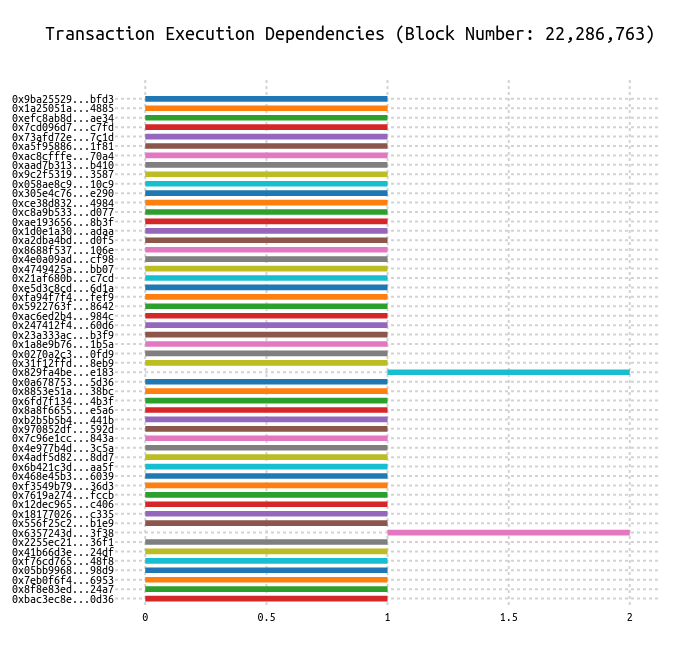 Transaction Execution Dependencies (Block Number: 22,286,763)
0x9ba25529...bfd3
0x1a25051a...4885
0xefc8ab8d...ae34
0x7cd096d7...c7fd
0x73afd72e...7c1d
0xa5f95886...1f81
0xac8cfffe...70a4
0xaad7b313...b410
0x9c2f5319...3587
0x058ae8c9...10c9
0x305e4c76...e290
0xce38d832...4984
0xc8a9b533...d077
0xae193656...8b3f
0x1d0e1a30...adaa
0xa2dba4bd...d0f5
0x8688f537...106e
0x4e0a09ad...cf98
0x4749425a...bb07
0x21af680b...c7cd
0xe5d3c8cd...6d1a
0xfa94f7f4...fef9
0x5922763f...8642
0xac6ed2b4...984c
0x247412f4...60d6
0x23a333ac...b3f9
0x1a8e9b76...1b5a
0x0270a2c3...0fd9
0x31f12ffd...8eb9
0x829fa4be...e183
0x0a678753...5d36
0x8853e51a...38bc
0x6fd7f134...4b3f
0x8a8f6655...e5a6
0xb2b5b5b4...441b
0x970852df...592d
0x7c96e1cc...843a
0x4e977b4d...3c5a
0x4adf5d82...8dd7
0x6b421c3d...aa5f
0x468e45b3...6039
0xf3549b79...36d3
0x7619a274...fccb
0x12dec965...c406
0x18177026...c335
0x556f25c2...b1e9
0x6357243d...3f38
0x2255ec21...36f1
0x41b66d3e...24df
0xf76cd765...48f8
0x05bb9968...98d9
0x7eb0f6f4...6953
0x8f8e83ed...24a7
0xbac3ec8e...0d36
0 0.5 1 1.5 2